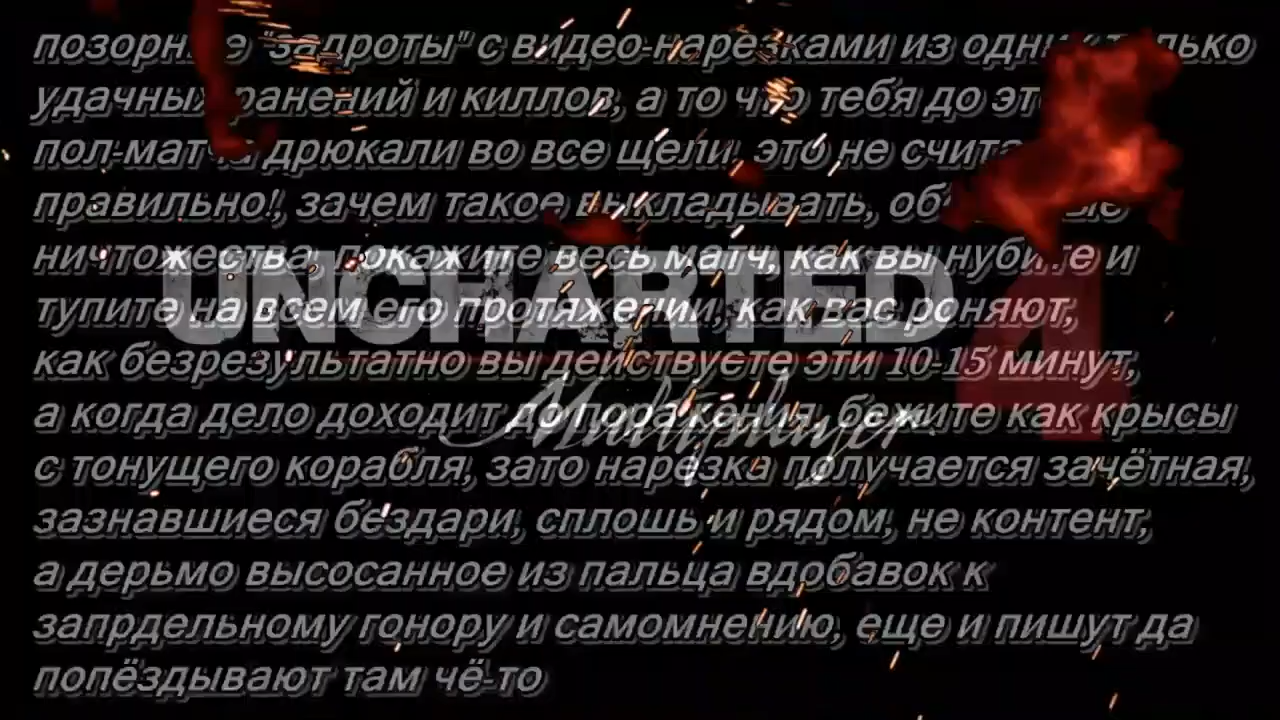 позорные "задроты" с видео-нарезками из одних только
удачных ранений и киллов, а то что тебя до этого
пол-матча дрюкали во все щели, это не считается
правильно!, зачем такое выкладывать,
ничтожества, покажите весь матч, как вы нубите и
тупите на всем его протяжении, как вас роняют,
UNCHARTED 4
как безрезультатно вы действуете эти 10-15 минут,
а когда дело доходит до поражения, бежите как крысы
Multiplayer
с тонущего корабля, зато нарезка получается зачётная,
зазнавшиеся бездари, сплошь и рядом, не контент,
а дерьмо высосанное из пальца вдобавок к
запрдельному гонору и самомнению, еще и пишут да
попёздывают там чё-то